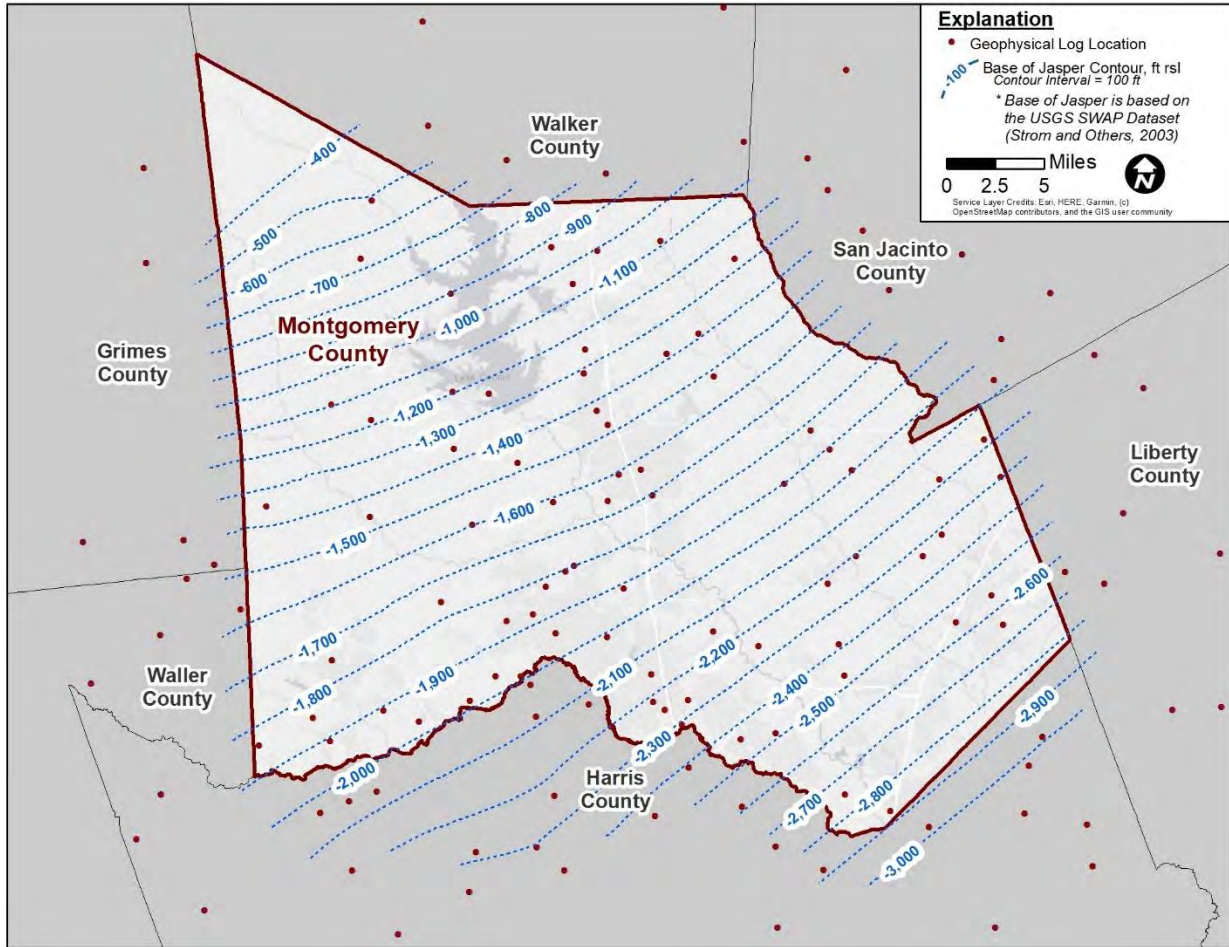 Explanation
Geophysical Log Location
-100
Base of Jasper Contour, ft rsl
Contour Interval = 100 ft
* Base of Jasper is based on
the USGS SWAP Dataset
(Strom and Others, 2003)
Miles
0 2.5 5
N
Service Layer Credits: Esri, HERE, Garmin, (c)
OpenStreetMap contributors, and the GIS user community
Walker
County
-400
-800
-900
-500
San Jacinto
County
-700
-600
-1,100
Montgomery
County
-1,000
Grimes
County
-1,200
-1,300
-1,400
Liberty
County
-1,600
-1,500
-2,600
-1,700
-2,200
Waller
County
-1,900
-2,100
-1,800
-2,400
-2,500
-2,900
-2,300
-2,000
Harris
County
-2,700
-2,800
-3,000